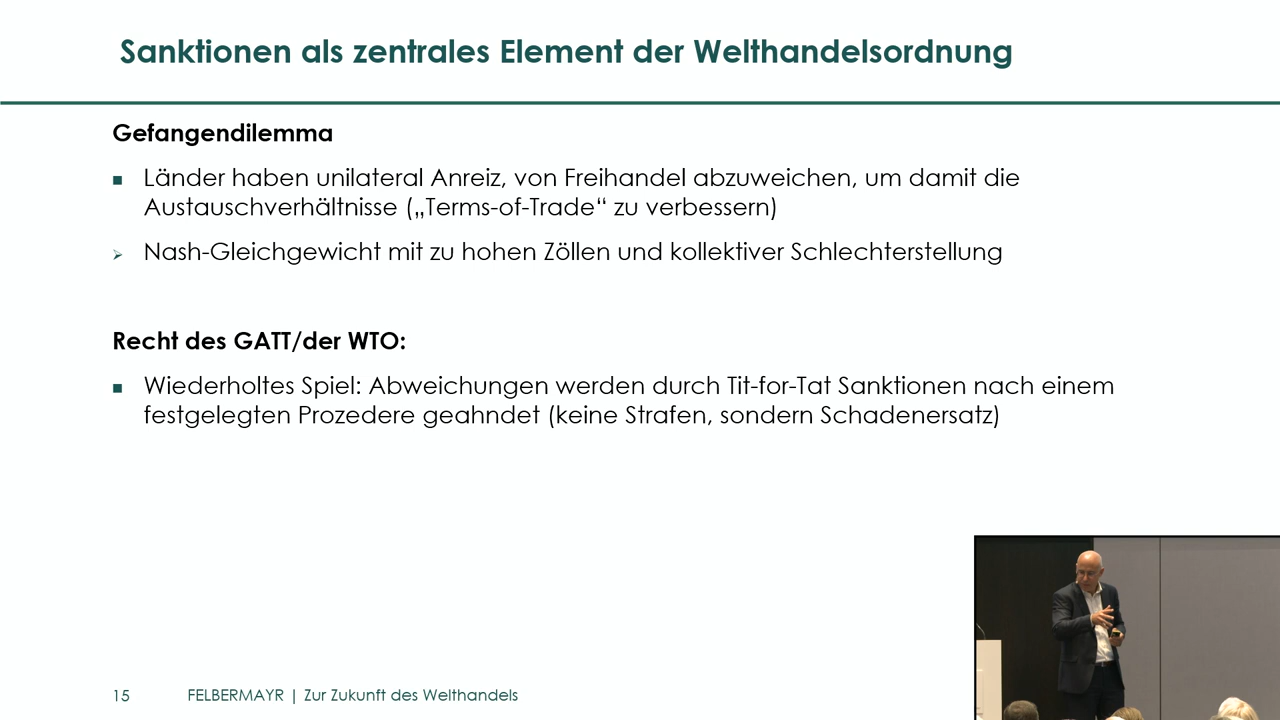 Sanktionen als zentrales Element der Welthandelsordnung
Gefangendilemma
Länder haben unilateral Anreiz, von Freihandel abzuweichen, um damit die
Austauschverhältnisse („Terms-of-Trade“ zu verbessern)
Nash-Gleichgewicht mit zu hohen Zöllen und kollektiver Schlechterstellung
Recht des GATT/der WTO:
Wiederholtes Spiel: Abweichungen werden durch Tit-for-Tat Sanktionen nach einem
festgelegten Prozedere geahndet (keine Strafen, sondern Schadenersatz)
15 FELBERMAYR | Zur Zukunft des Welthandels